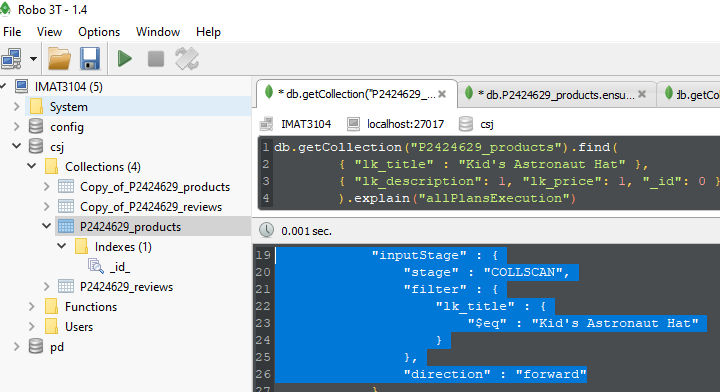 Robo 3T - 1.4
File View Options Window Help
IMAT3104 (5)
System
config
csj
Collections (4)
Copy_of_P2424629_products
Copy_of_P2424629_reviews
P2424629_products
Indexes (1)
_id_
P2424629_reviews
Functions
Users
pd
* db.getCollection("P2424629_... * db.P2424629_products.ensu... db.getCollec
IMAT3104 localhost:27017 csj
1 db.getCollection("P2424629_products").find(
2 { "lk_title" : "Kid's Astronaut Hat" },
3 { "lk_description": 1, "lk_price": 1, "_id": 0 }
4 ).explain("allPlansExecution")
0.001 sec.
19 "inputStage" : {
20 "stage" : "COLLSCAN",
21 "filter" : {
22 "lk_title" : {
23 "$eq" : "Kid's Astronaut Hat"
24 }
25 },
26 "direction" : "forward"
27 }